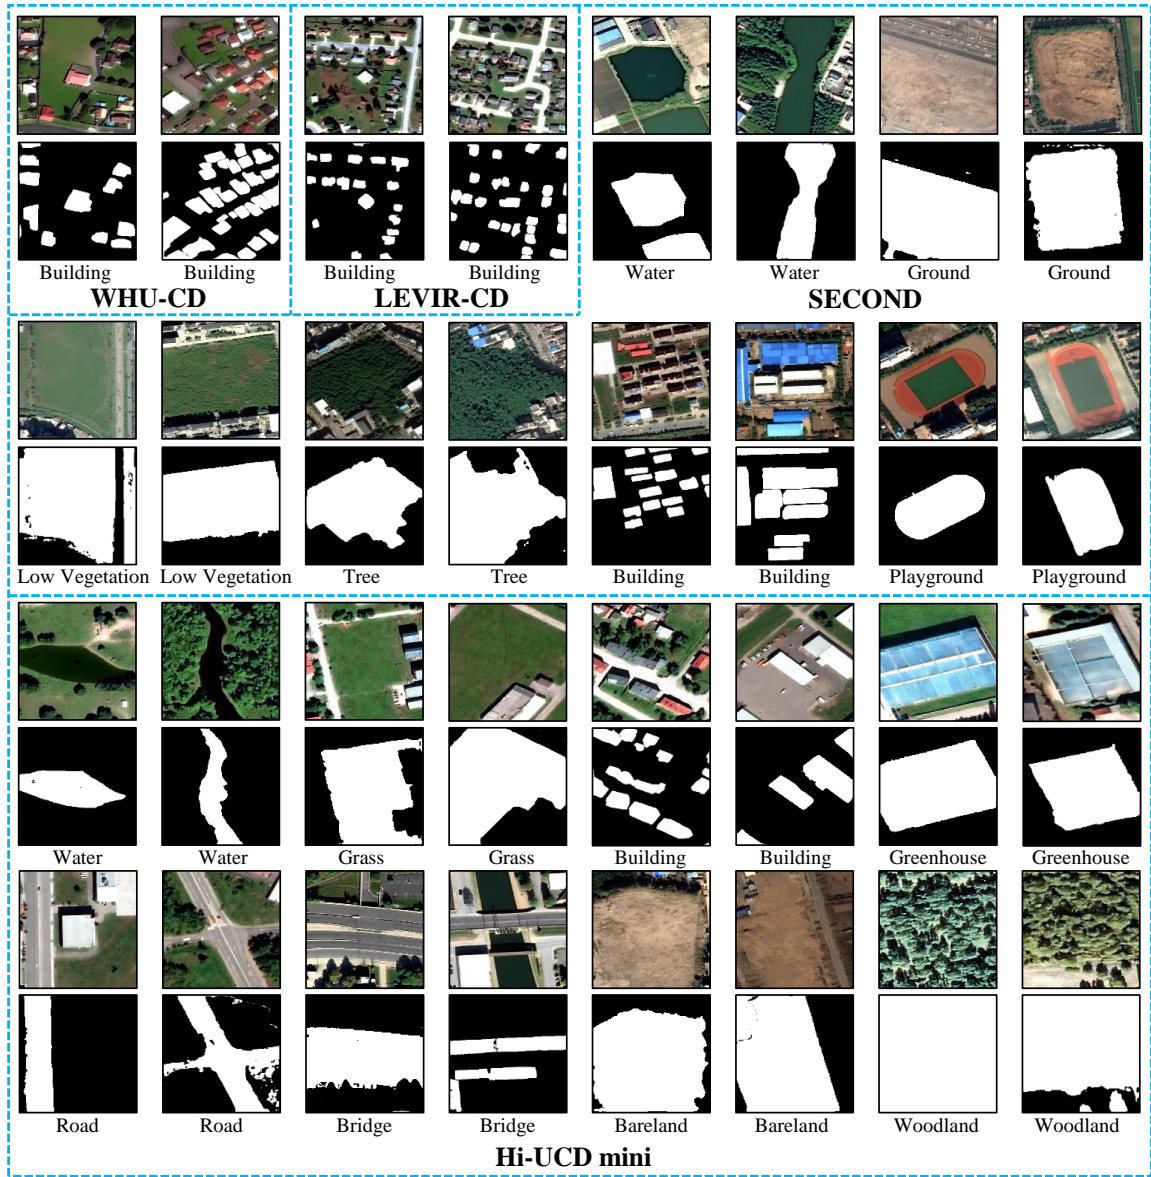 Building Building Building Building Water Water Ground Ground
WHU-CD LEVIR-CD SECOND
Low Vegetation Low Vegetation Tree Tree Building Building Playground Playground
Water Water Grass Grass Building Building Greenhouse Greenhouse
Road Road Bridge Bridge Bareland Bareland Woodland Woodland
Hi-UCD mini